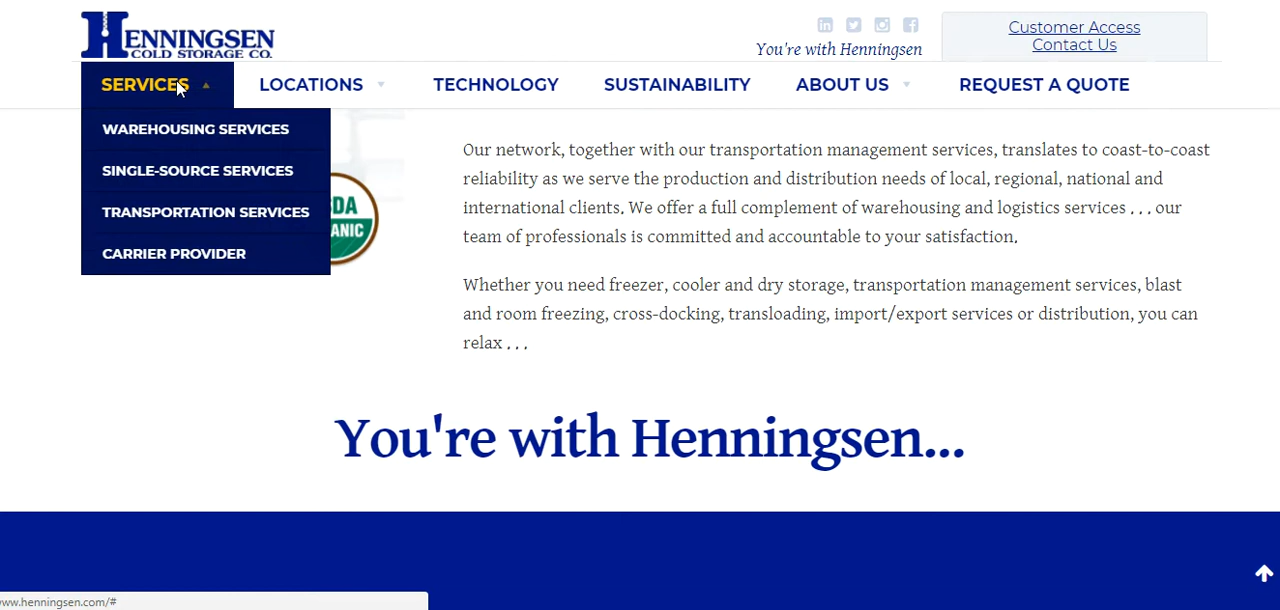 HENNINGSEN
COLD STORAGE CO.
You're with Henningsen
Customer Access
Contact Us
SERVICES
LOCATIONS
TECHNOLOGY
SUSTAINABILITY
ABOUT US
REQUEST A QUOTE
WAREHOUSING SERVICES
SINGLE-SOURCE SERVICES
TRANSPORTATION SERVICES
CARRIER PROVIDER
DA
ANIC
Our network, together with our transportation management services, translates to coast-to-coast
reliability as we serve the production and distribution needs of local, regional, national and
international clients. We offer a full complement of warehousing and logistics services . . . our
team of professionals is committed and accountable to your satisfaction.
Whether you need freezer, cooler and dry storage, transportation management services, blast
and room freezing, cross-docking, transloading, import/export services or distribution, you can
relax . . .
You're with Henningsen...
www.henningsen.com/#